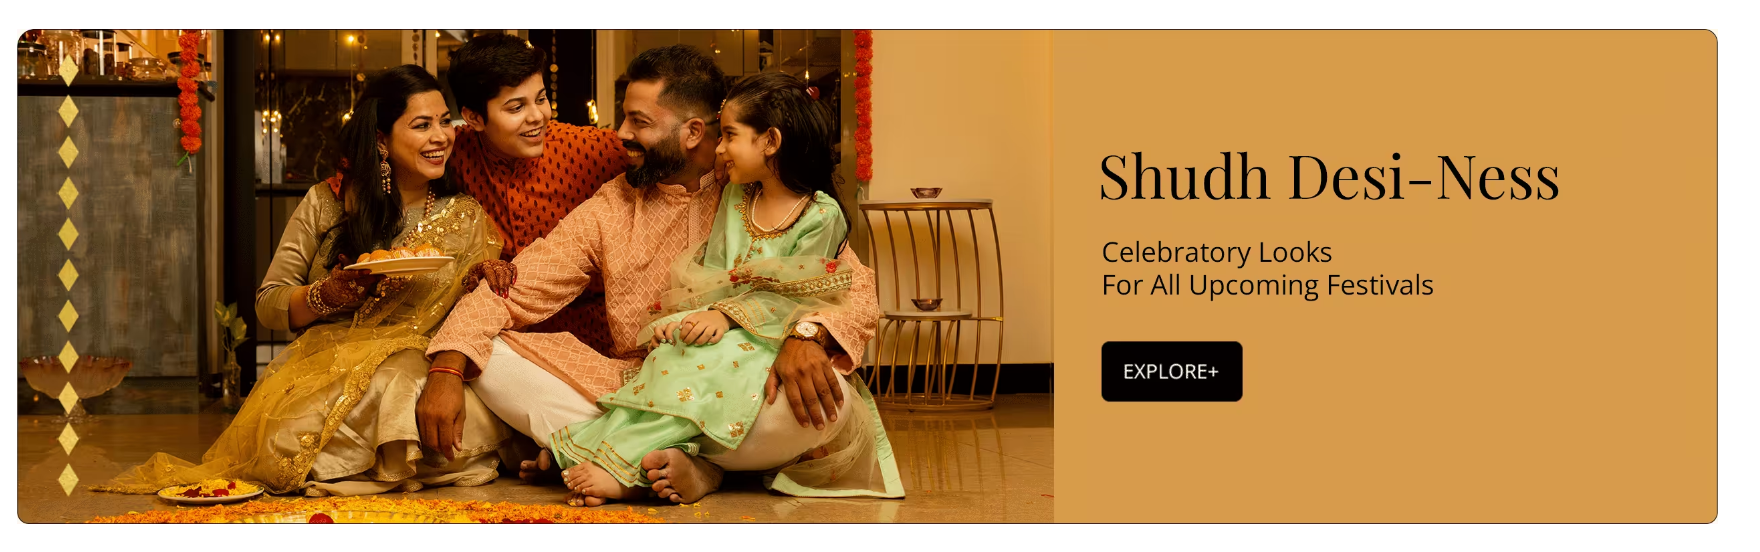 Shudh Desi-Ness
Celebratory Looks
For All Upcoming Festivals
EXPLORE+